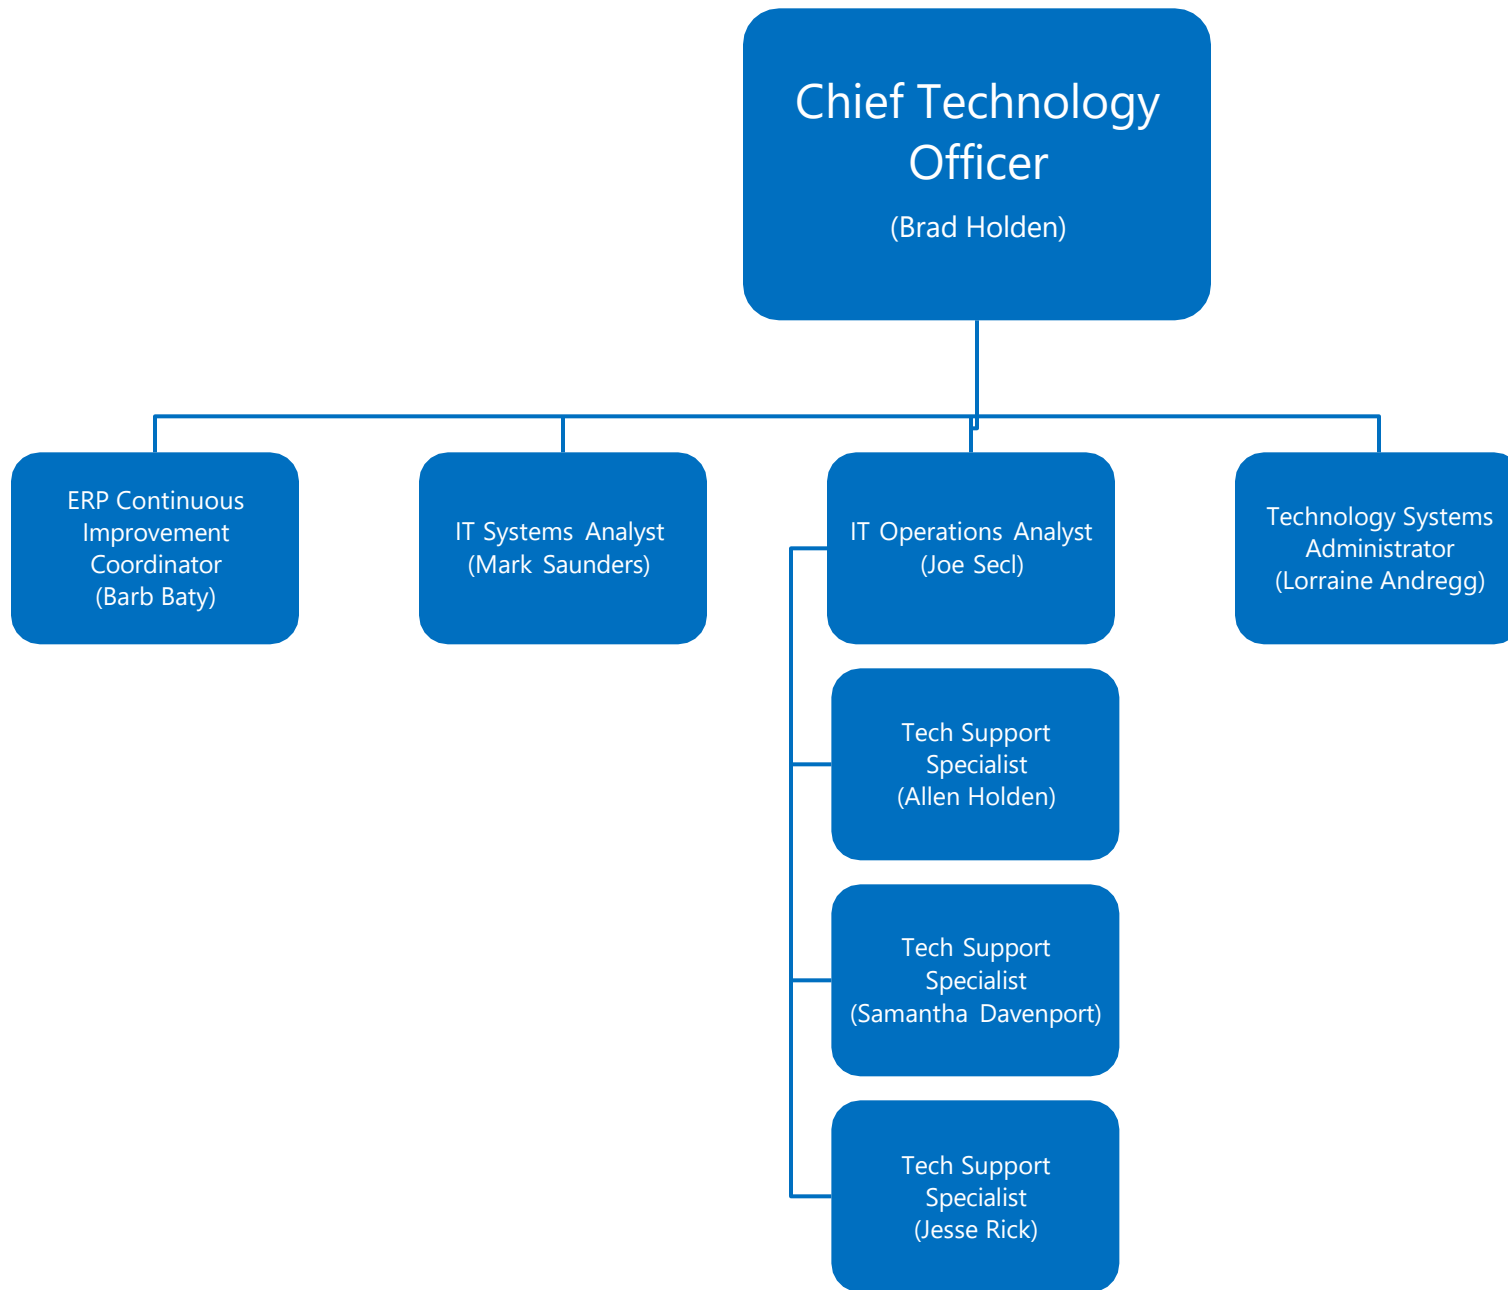 Chief Technology
Officer
(Brad Holden)
ERP Continuous
Improvement
Coordinator
(Barb Baty)
IT Systems Analyst
(Mark Saunders)
IT Operations Analyst
(Joe Secl)
Technology Systems
Administrator
(Lorraine Andregg)
Tech Support
Specialist
(Allen Holden)
Tech Support
Specialist
(Samantha Davenport)
Tech Support
Specialist
(Jesse Rick)